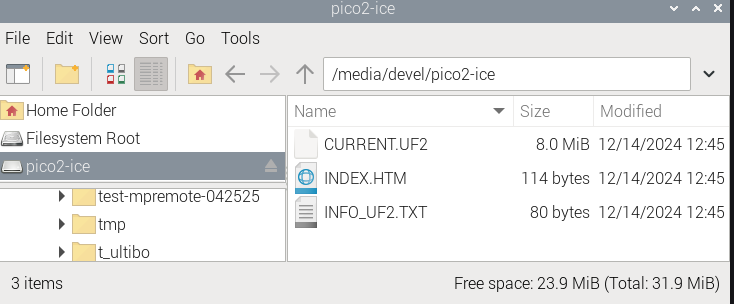 pico2-ice
File Edit View Sort Go Tools
/media/devel/pico2-ice
Home Folder
Filesystem Root
pico2-ice
test-mpremote-042525
tmp
t_ultibo
Name Size Modified
CURRENT.UF2 8.0 MiB 12/14/2024 12:45
INDEX.HTM 114 bytes 12/14/2024 12:45
INFO_UF2.TXT 80 bytes 12/14/2024 12:45
3 items Free space: 23.9 MiB (Total: 31.9 MiB)